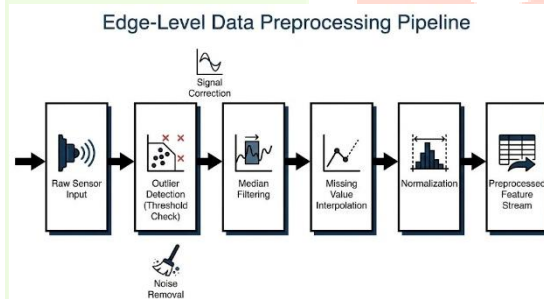 Edge-Level Data Preprocessing Pipeline
Signal
Correction
Raw Sensor
Input
Outlier
Detection
(Threshold
Check)
Median
Filtering
Missing
Value
Interpolation
Normalization
Preprocessed
Feature
Stream
Noise
Removal